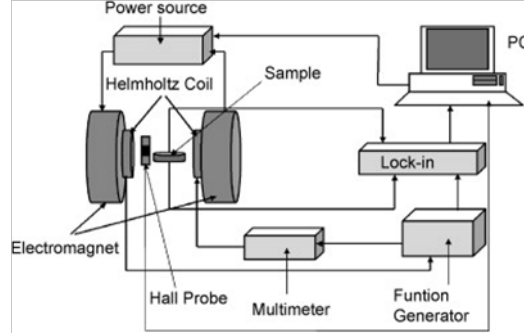 Power source
PC
Helmholtz Coil
Sample
Lock-in
Electromagnet
Hall Probe
Multimeter
Funtion
Generator